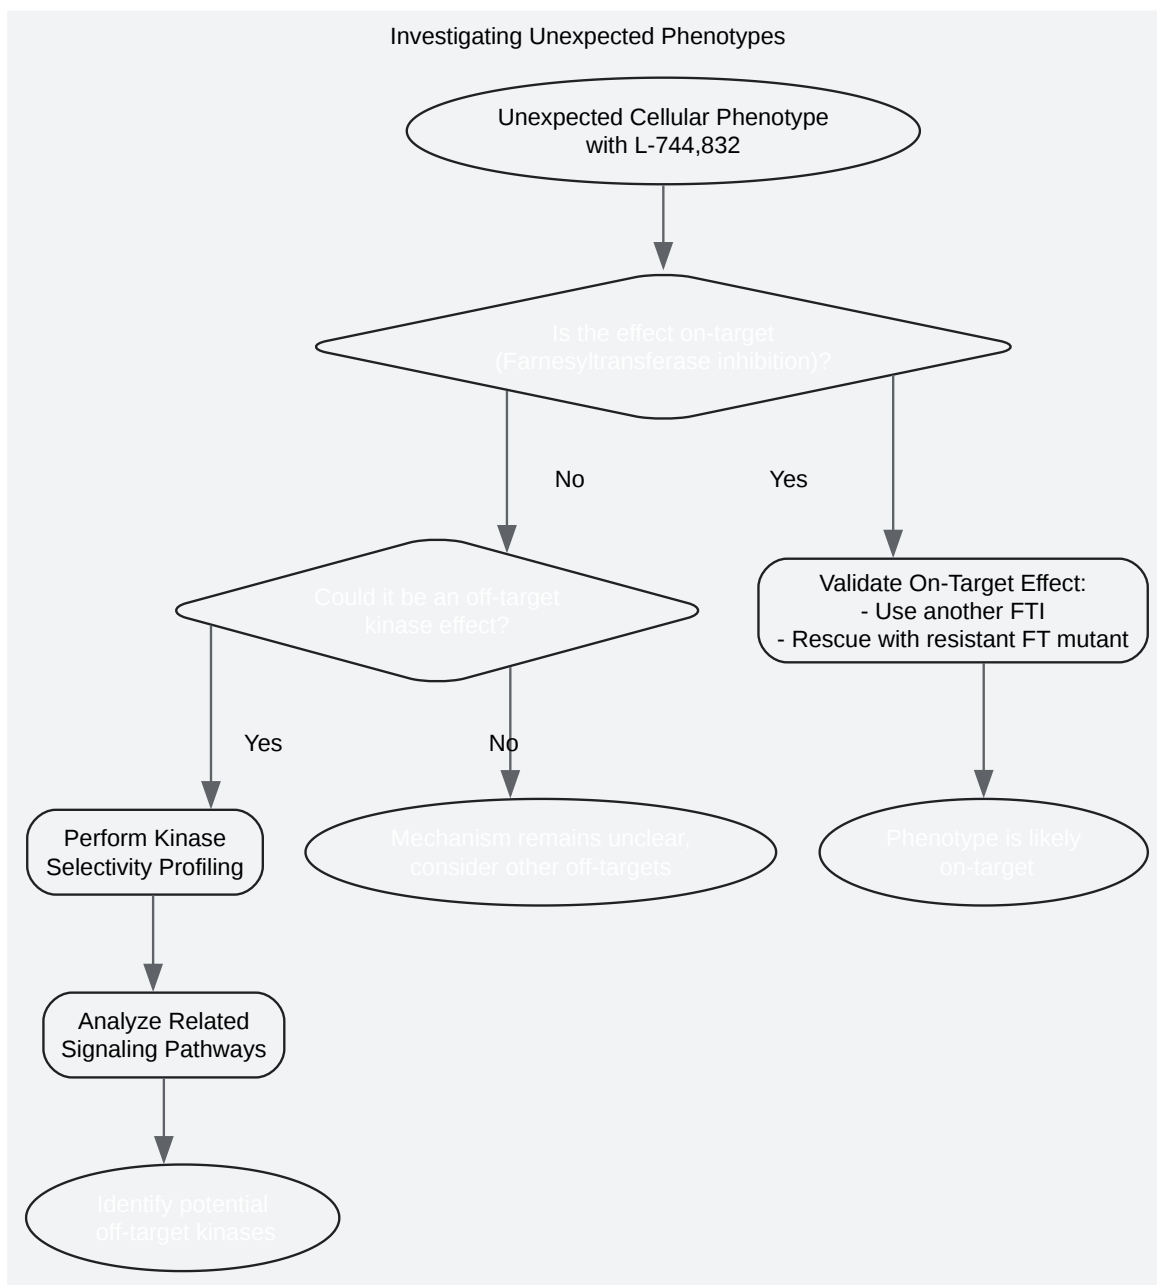 Investigating Unexpected Phenotypes
Unexpected Cellular Phenotype
with L-744,832
Is the effect on-target
(Farnesyltransferase inhibition)?
No
Yes
Could it be an off-target
kinase effect?
Validate On-Target Effect:
- Use another FTI
- Rescue with resistant FT mutant
Yes
No
Perform Kinase
Selectivity Profiling
Mechanism remains unclear,
consider other off-targets
Phenotype is likely
on-target
Analyze Related
Signaling Pathways
Identify potential
off-target kinases